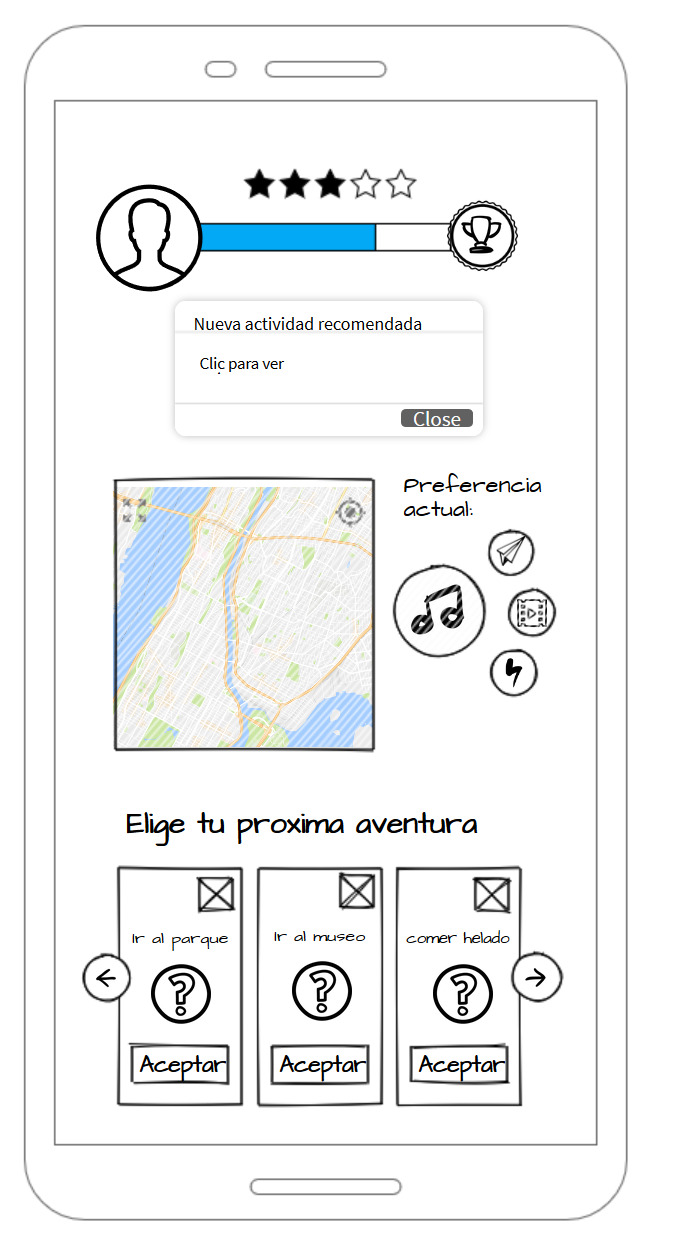 Nueva actividad recomendada
Clic para ver
Close
Preferencia
actual:
Elige tu proxima aventura
Ir al parque
Ir al museo
comer helado
Aceptar
Aceptar
Aceptar